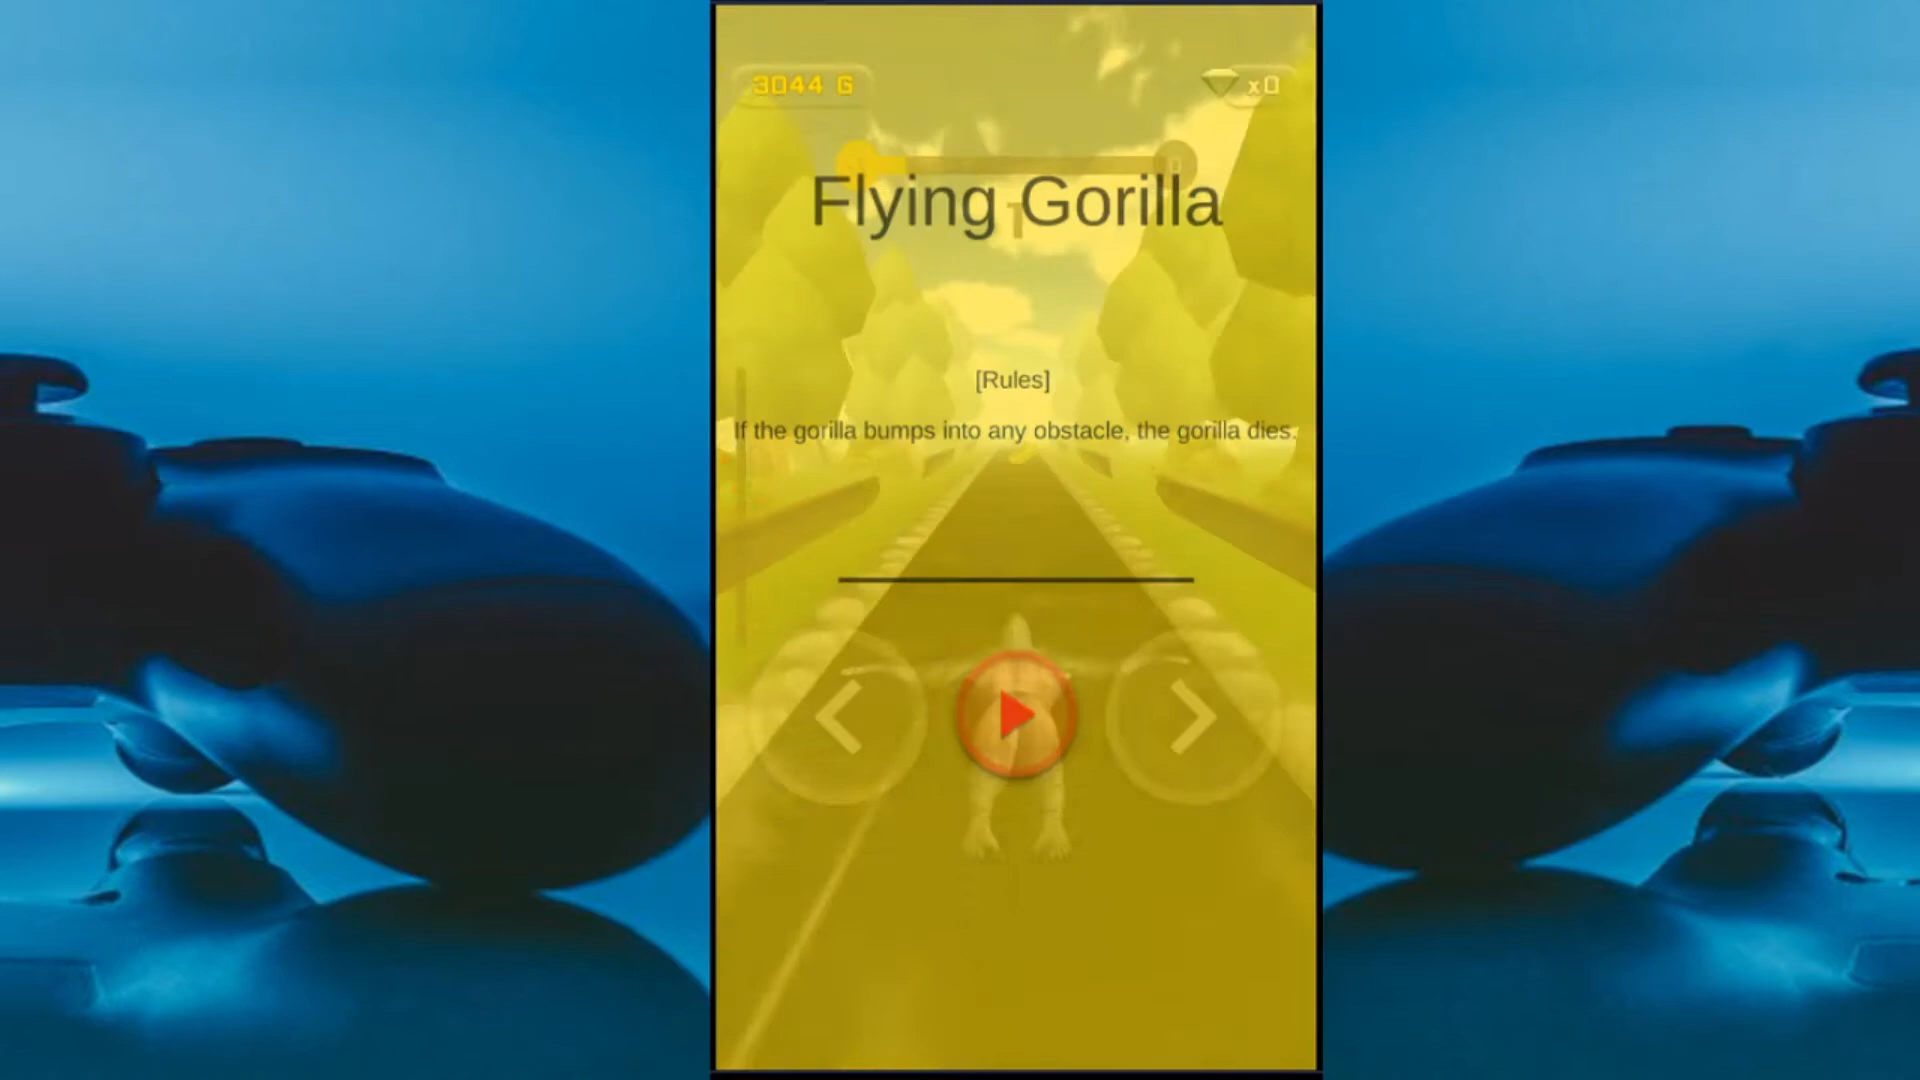 3044 G
x0
Flying Gorilla
[Rules]
If the gorilla bumps into any obstacle, the gorilla dies.